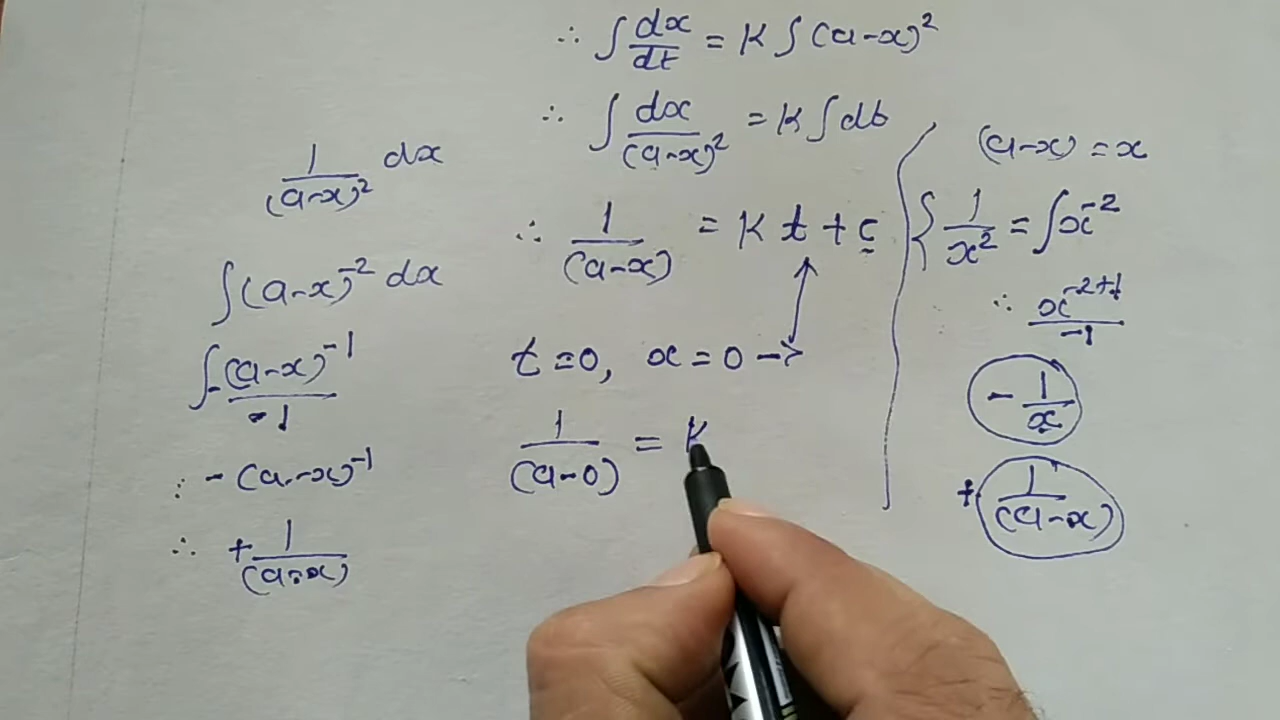 ∴ ∫ dx/dt = K ∫ (a-x)²
∴ ∫ dx/(a-x)² = K ∫ dt
∴ 1/(a-x) = K t + c
t=0, x=0 →
1/(a-0) = K
1/(a-x)² dx
∫ (a-x)⁻² dx
∫ -(a-x)⁻¹/-1
∴ -(a-x)⁻¹
∴ +1/(a-x)
(a-x) = x
{ 1/x² = ∫ x⁻²
∴ x⁻²⁺¹/-1
- 1/x
+ 1/(a-x)